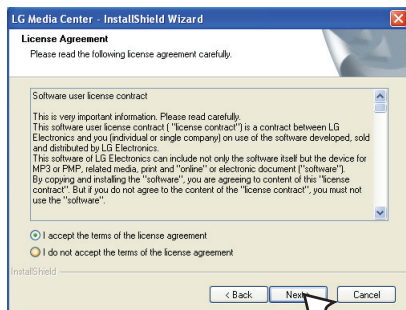 LG Media Center - InstallShield Wizard
License Agreement
Please read the following license agreement carefully.
Software user license contract
This is very important information. Please read carefully.
This software user license contract ( "license contract") is a contract between LG
Electronics and you (individual or single company) on use of the software developed, sold
and distributed by LG Electronics.
This software of LG Electronics can include not only the software itself but the device for
MP3 or PMP, related media, print and "online" or electronic document ("software").
By copying and installing the "software", you are agreeing to content of this "license
contract". But if you do not agree to the content of the "license contract", you must not
use the "software".
I accept the terms of the license agreement
I do not accept the terms of the license agreement
InstallShield
< Back Next Cancel